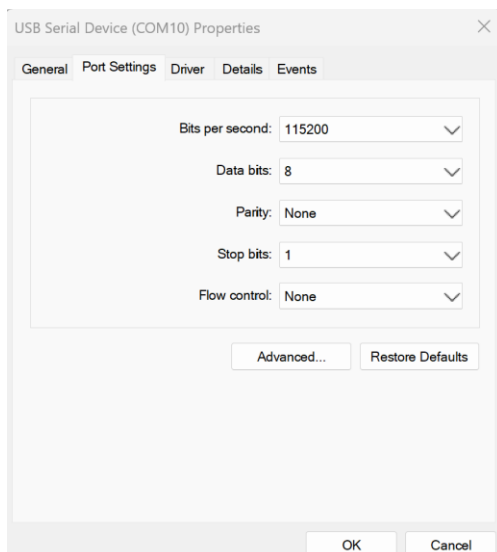 USB Serial Device (COM10) Properties
General Port Settings Driver Details Events
Bits per second: 115200
Data bits: 8
Parity: None
Stop bits: 1
Flow control: None
Advanced... Restore Defaults
OK Cancel